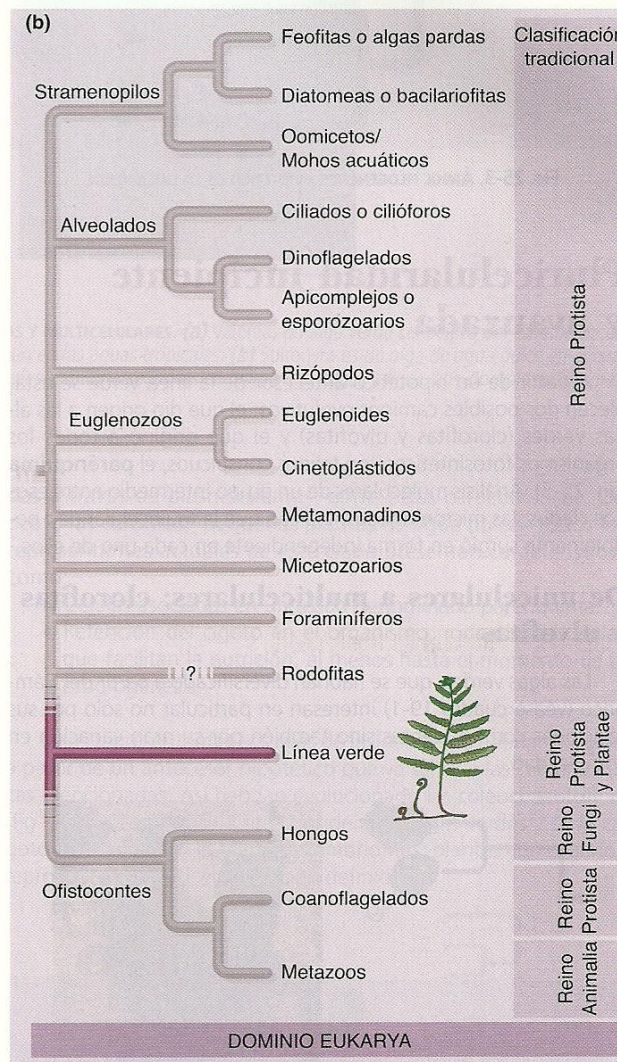 (b)
Clasificación
tradicional
Feofitas o algas pardas
Stramenopilos
Diatomeas o bacilariofitas
Oomicetos/
Mohos acuáticos
Ciliados o cilióforos
Alveolados
Dinoflagelados
Apicomplejos o
esporozoarios
Reino Protista
Rizópodos
Euglenozoos
Euglenoides
Cinetoplástidos
Metamonadinos
Micetozoarios
Foraminíferos
?
Rodofitas
Línea verde
Reino
Protista
y Plantae
Hongos
Reino
Fungi
Ofistocontes
Coanoflagelados
Reino
Protista
Metazoos
Reino
Animalia
DOMINIO EUKARYA